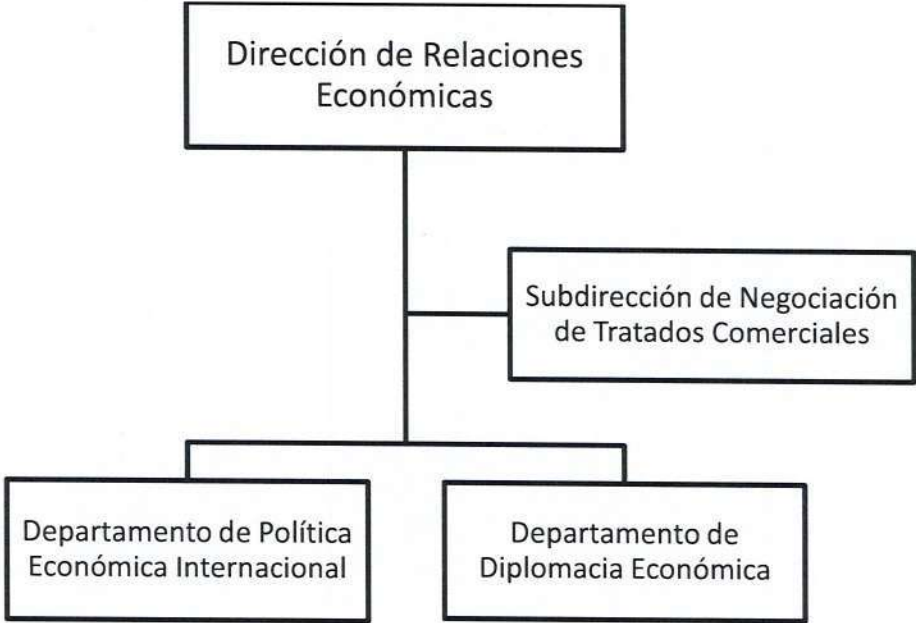 Dirección de Relaciones
Económicas
Subdirección de Negociación
de Tratados Comerciales
Departamento de Política
Económica Internacional
Departamento de
Diplomacia Económica